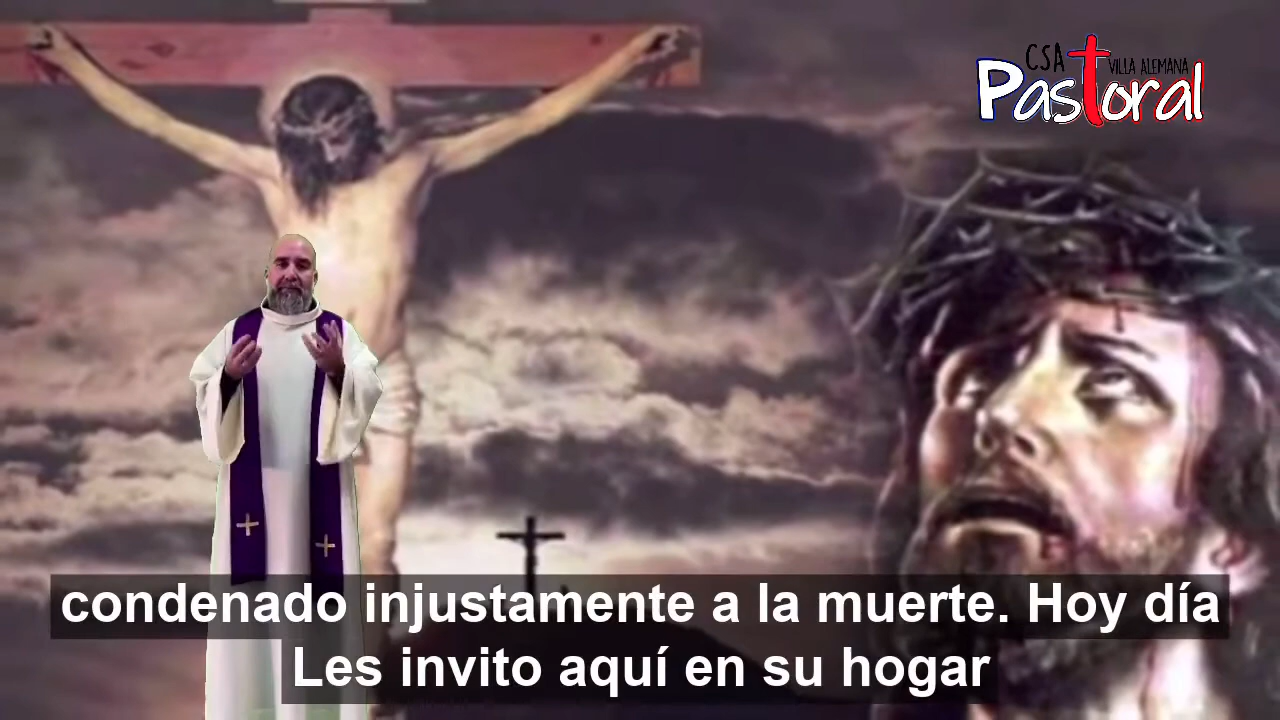 CSA
VILLA ALEMANA
Pastoral
condenado injustamente a la muerte. Hoy día
Les invito aquí en su hogar